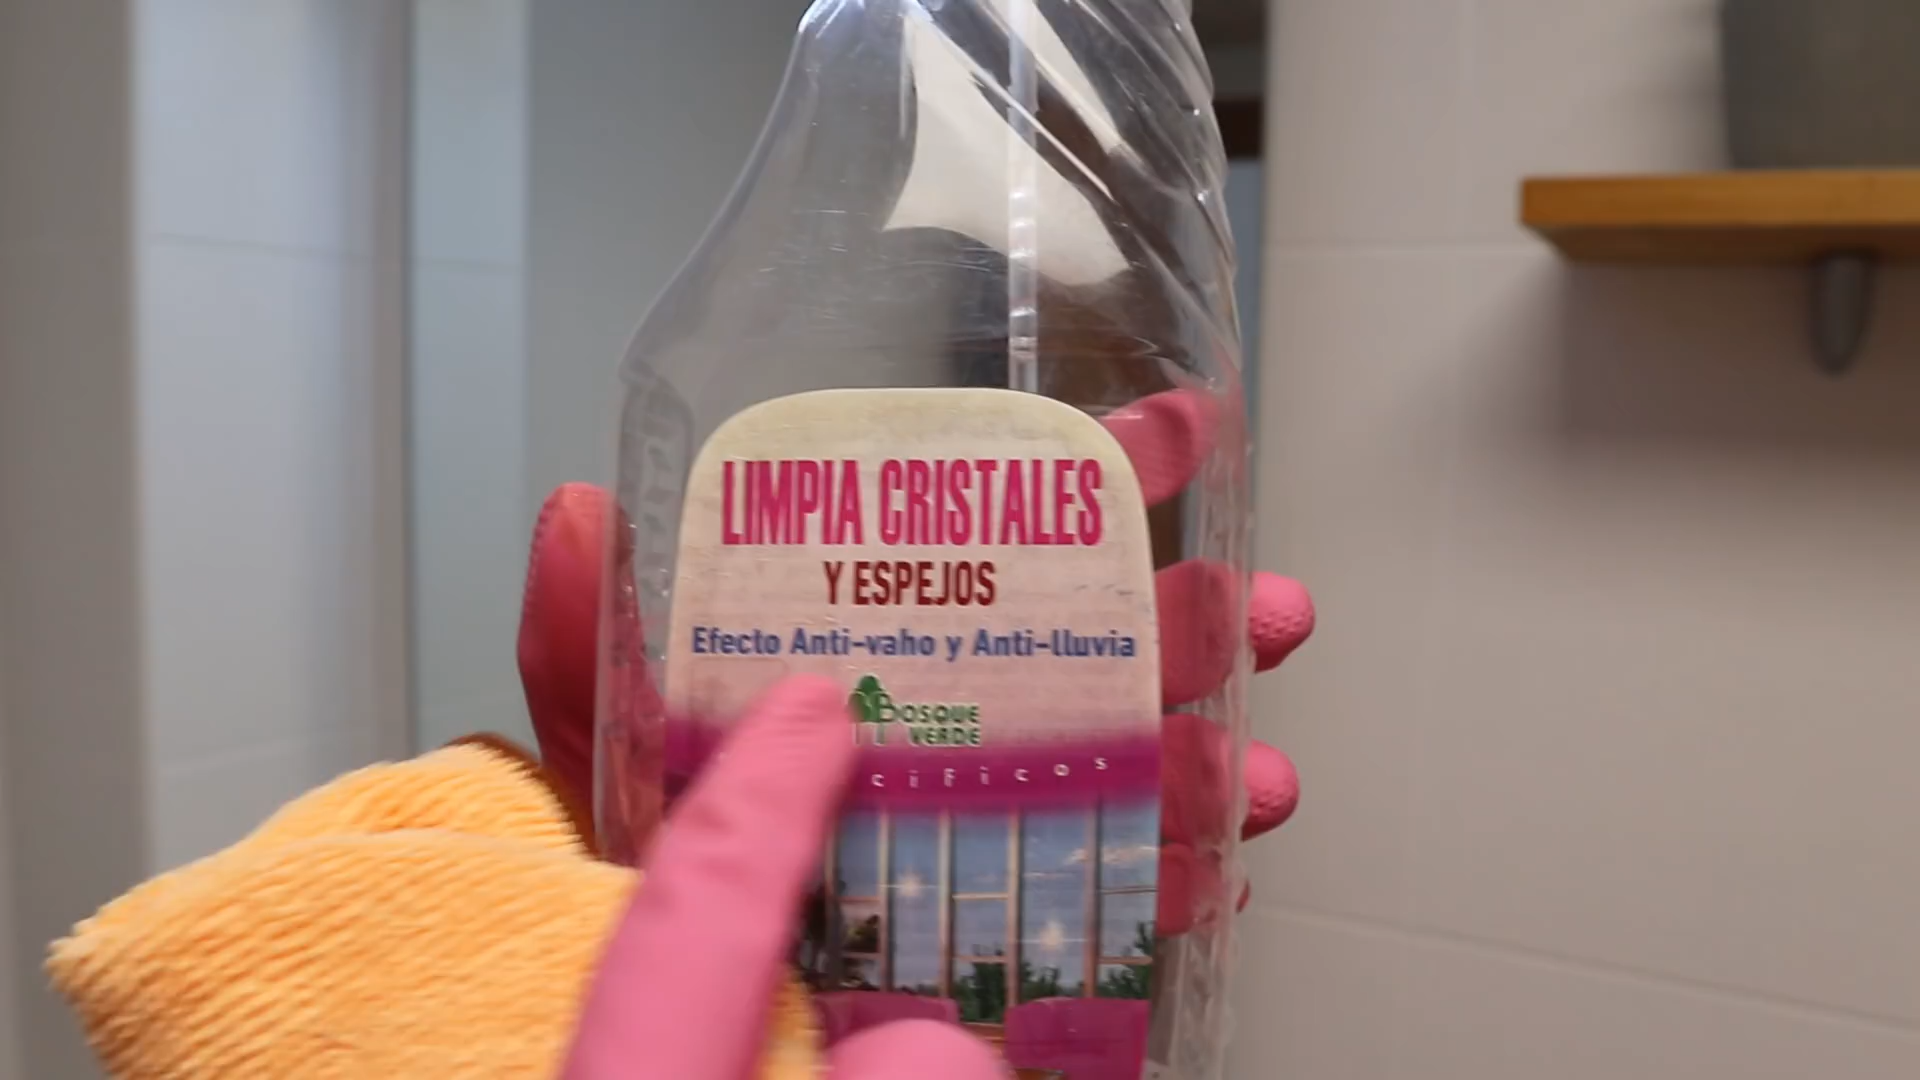 LIMPIA CRISTALES
Y ESPEJOS
Efecto Anti-vaho y Anti-lluvia
BOSQUE
VERDE